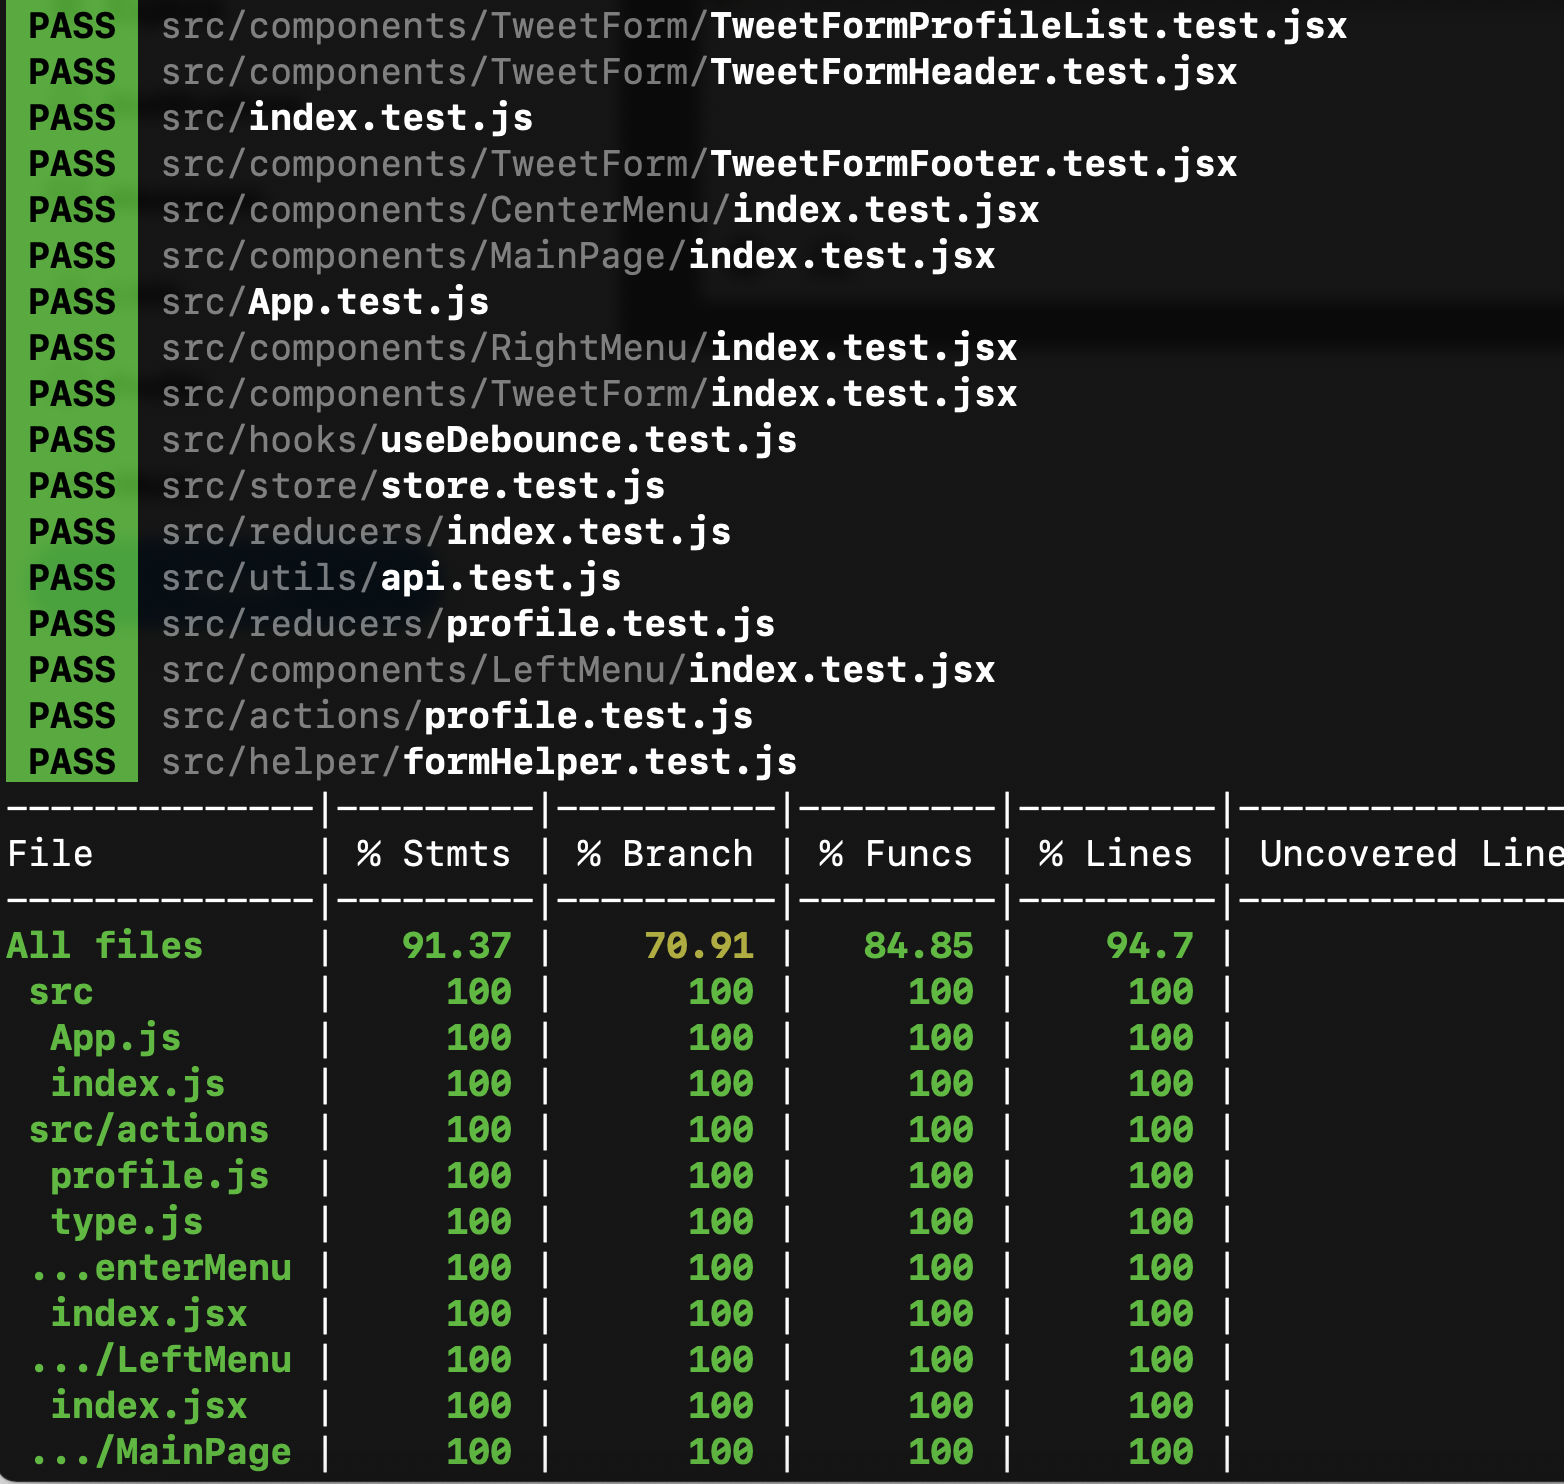 PASS src/components/TweetForm/TweetFormProfileList.test.jsx
PASS src/components/TweetForm/TweetFormHeader.test.jsx
PASS src/index.test.js
PASS src/components/TweetForm/TweetFormFooter.test.jsx
PASS src/components/CenterMenu/index.test.jsx
PASS src/components/MainPage/index.test.jsx
PASS src/App.test.js
PASS src/components/RightMenu/index.test.jsx
PASS src/components/TweetForm/index.test.jsx
PASS src/hooks/useDebounce.test.js
PASS src/store/store.test.js
PASS src/reducers/index.test.js
PASS src/utils/api.test.js
PASS src/reducers/profile.test.js
PASS src/components/LeftMenu/index.test.jsx
PASS src/actions/profile.test.js
PASS src/helper/formHelper.test.js
--------------|---------|----------|---------|---------|---------------
File | % Stmts | % Branch | % Funcs | % Lines | Uncovered Line
--------------|---------|----------|---------|---------|---------------
All files | 91.37 | 70.91 | 84.85 | 94.7 |
src | 100 | 100 | 100 | 100 |
App.js | 100 | 100 | 100 | 100 |
index.js | 100 | 100 | 100 | 100 |
src/actions | 100 | 100 | 100 | 100 |
profile.js | 100 | 100 | 100 | 100 |
type.js | 100 | 100 | 100 | 100 |
...enterMenu | 100 | 100 | 100 | 100 |
index.jsx | 100 | 100 | 100 | 100 |
.../LeftMenu | 100 | 100 | 100 | 100 |
index.jsx | 100 | 100 | 100 | 100 |
.../MainPage | 100 | 100 | 100 | 100 |